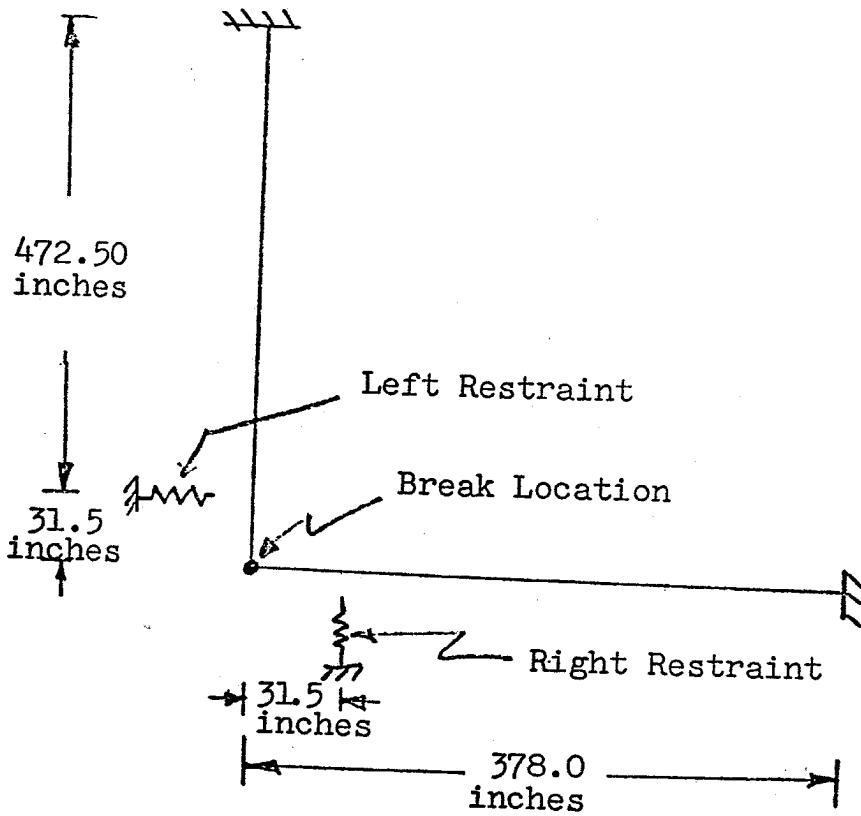 472.50
inches
Left Restraint
Break Location
31.5
inches
Right Restraint
31.5
inches
378.0
inches